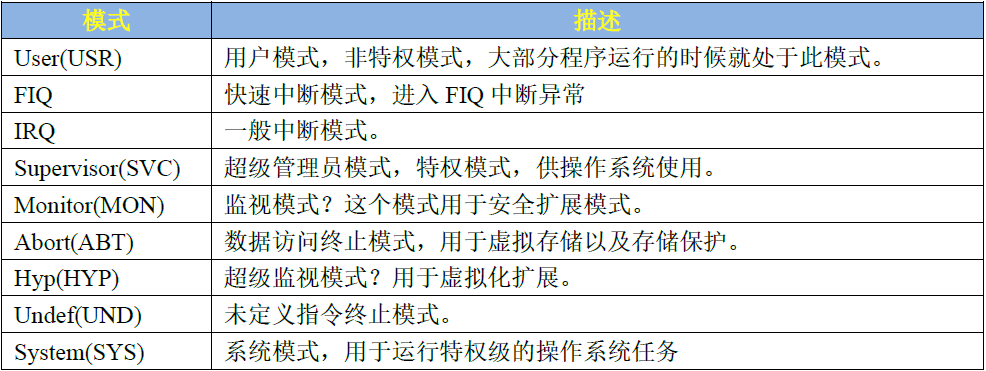 模式 描述
User(USR) 用户模式，非特权模式，大部分程序运行的时候就处于此模式。
FIQ 快速中断模式，进入 FIQ 中断异常
IRQ 一般中断模式。
Supervisor(SVC) 超级管理员模式，特权模式，供操作系统使用。
Monitor(MON) 监视模式？这个模式用于安全扩展模式。
Abort(ABT) 数据访问终止模式，用于虚拟存储以及存储保护。
Hyp(HYP) 超级监视模式？用于虚拟化扩展。
Undef(UND) 未定义指令终止模式。
System(SYS) 系统模式，用于运行特权级的操作系统任务